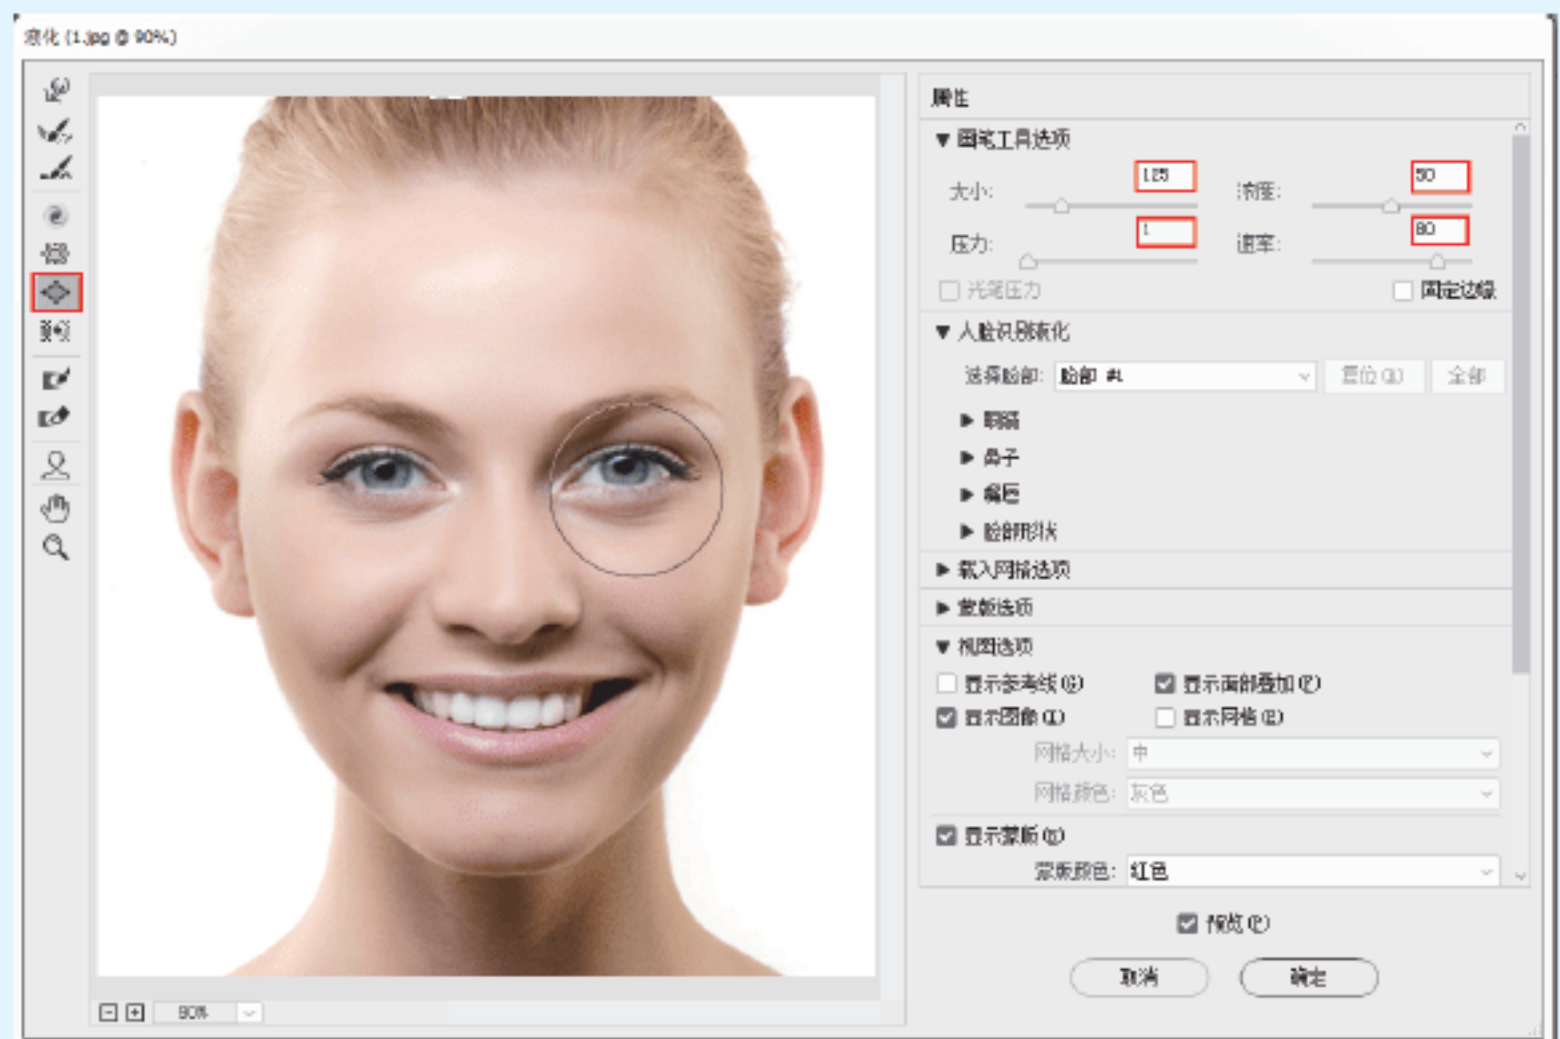 液化 (1.jpg @ 90%)
属性
▼ 画笔工具选项
大小: 125 浓度: 50
压力: 1 速率: 80
光笔压力 固定边缘
▼ 人脸识别液化
选择脸部: 脸部 #1 复位(R) 全部
▶ 眼睛
▶ 鼻子
▶ 嘴唇
▶ 脸部形状
▶ 载入网格选项
▶ 蒙版选项
▼ 视图选项
显示参考线(G) 显示面部叠加(F)
显示图像(I) 显示网格(E)
网格大小: 中
网格颜色: 灰色
显示蒙版(K)
蒙版颜色: 红色
预览(P)
取消 确定
90%